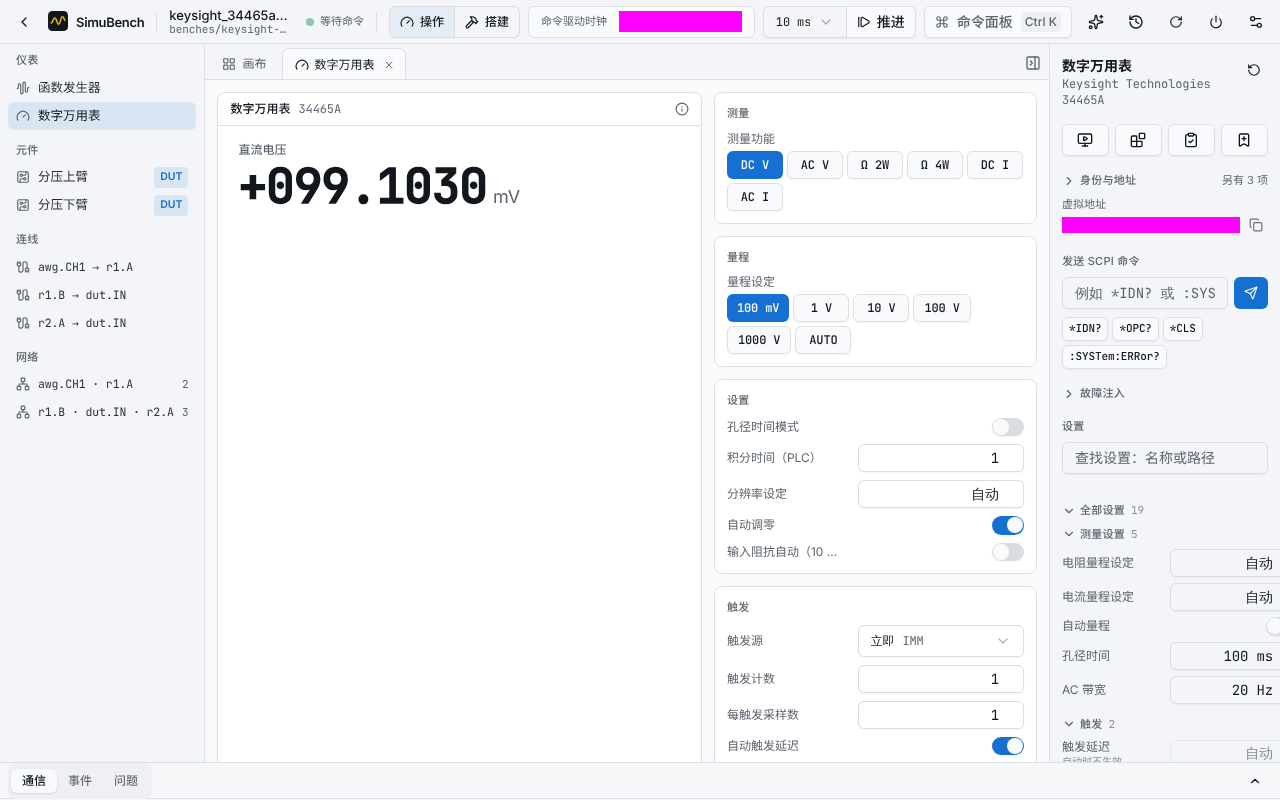 SimuBench
keysight_34465a...
benches/keysight-…
等待命令
操作
搭建
命令驱动时钟
10 ms
推进
命令面板 Ctrl K
仪表
函数发生器
数字万用表
元件
分压上臂 DUT
分压下臂 DUT
连线
awg.CH1 → r1.A
r1.B → dut.IN
r2.A → dut.IN
网络
awg.CH1 · r1.A 2
r1.B · dut.IN · r2.A 3
画布
数字万用表
数字万用表 34465A
直流电压
+099.1030 mV
测量
测量功能
DC V
AC V
Ω 2W
Ω 4W
DC I
AC I
量程
量程设定
100 mV
1 V
10 V
100 V
1000 V
AUTO
设置
孔径时间模式
积分时间（PLC） 1
分辨率设定 自动
自动调零
输入阻抗自动（10 ...
触发
触发源 立即 IMM
触发计数 1
每触发采样数 1
自动触发延迟
数字万用表
Keysight Technologies
34465A
身份与地址 另有 3 项
虚拟地址
发送 SCPI 命令
例如 *IDN? 或 :SYS
*IDN?
*OPC?
*CLS
:SYSTem:ERRor?
故障注入
设置
查找设置：名称或路径
全部设置 19
测量设置 5
电阻量程设定 自动
电流量程设定 自动
自动量程
孔径时间 100 ms
AC 带宽 20 Hz
触发 2
触发延迟 自动
自动时不生效
通信
事件
问题